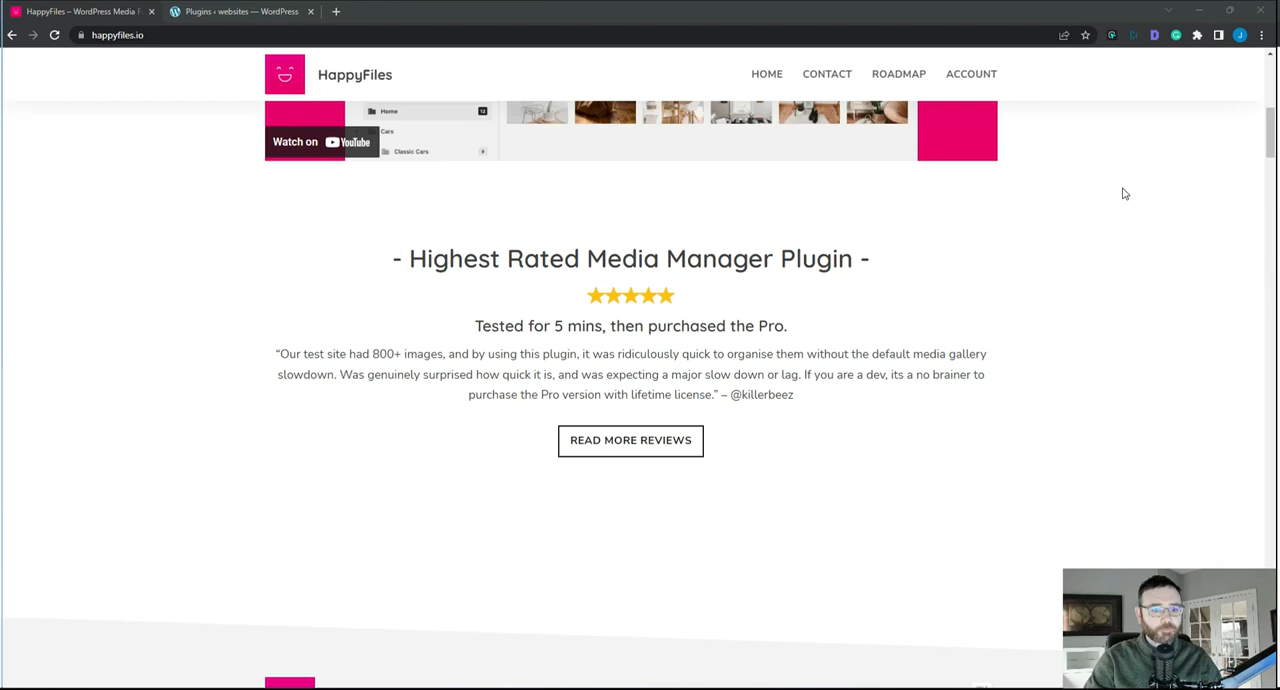 HappyFiles – WordPress Media F
Plugins ‹ websites — WordPress
happyfiles.io
HappyFiles
HOME
CONTACT
ROADMAP
ACCOUNT
Home
Cars
Classic Cars
Watch on YouTube
- Highest Rated Media Manager Plugin -
Tested for 5 mins, then purchased the Pro.
“Our test site had 800+ images, and by using this plugin, it was ridiculously quick to organise them without the default media gallery
slowdown. Was genuinely surprised how quick it is, and was expecting a major slow down or lag. If you are a dev, its a no brainer to
purchase the Pro version with lifetime license.” – @killerbeez
READ MORE REVIEWS